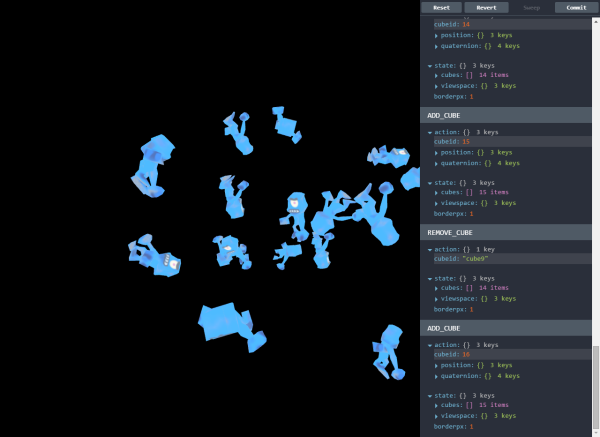 Reset Revert Sweep Commit
cubeid: 14
position: {} 3 keys
quaternion: {} 4 keys
state: {} 3 keys
cubes: [] 14 items
viewspace: {} 3 keys
borderpx: 1
ADD_CUBE
action: {} 3 keys
cubeid: 15
position: {} 3 keys
quaternion: {} 4 keys
state: {} 3 keys
cubes: [] 15 items
viewspace: {} 3 keys
borderpx: 1
REMOVE_CUBE
action: {} 1 key
cubeid: "cube9"
state: {} 3 keys
cubes: [] 14 items
viewspace: {} 3 keys
borderpx: 1
ADD_CUBE
action: {} 3 keys
cubeid: 16
position: {} 3 keys
quaternion: {} 4 keys
state: {} 3 keys
cubes: [] 15 items
viewspace: {} 3 keys
borderpx: 1